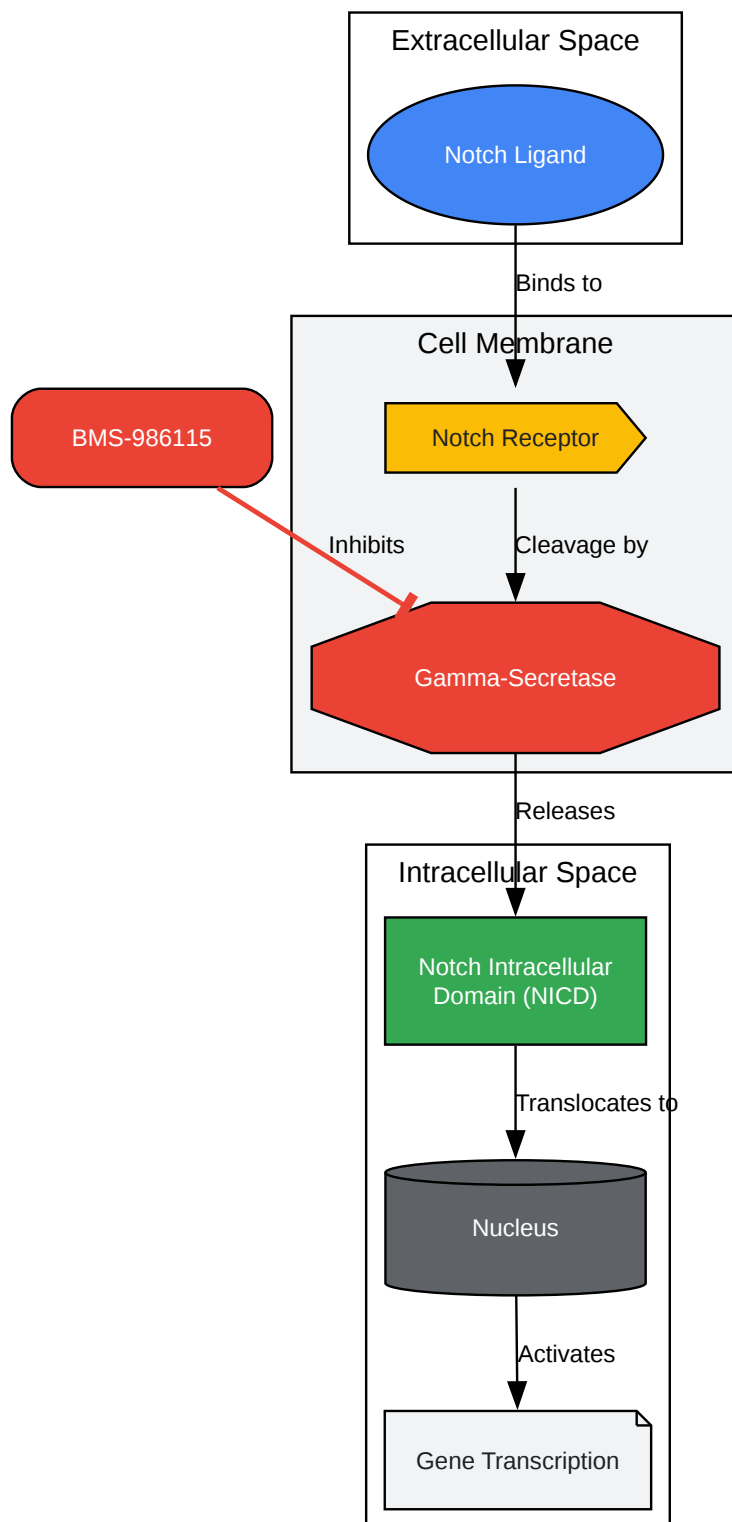 Extracellular Space
Notch Ligand
Binds to
Cell Membrane
BMS-986115
Notch Receptor
Inhibits
Cleavage by
Gamma-Secretase
Releases
Intracellular Space
Notch Intracellular
Domain (NICD)
Translocates to
Nucleus
Activates
Gene Transcription